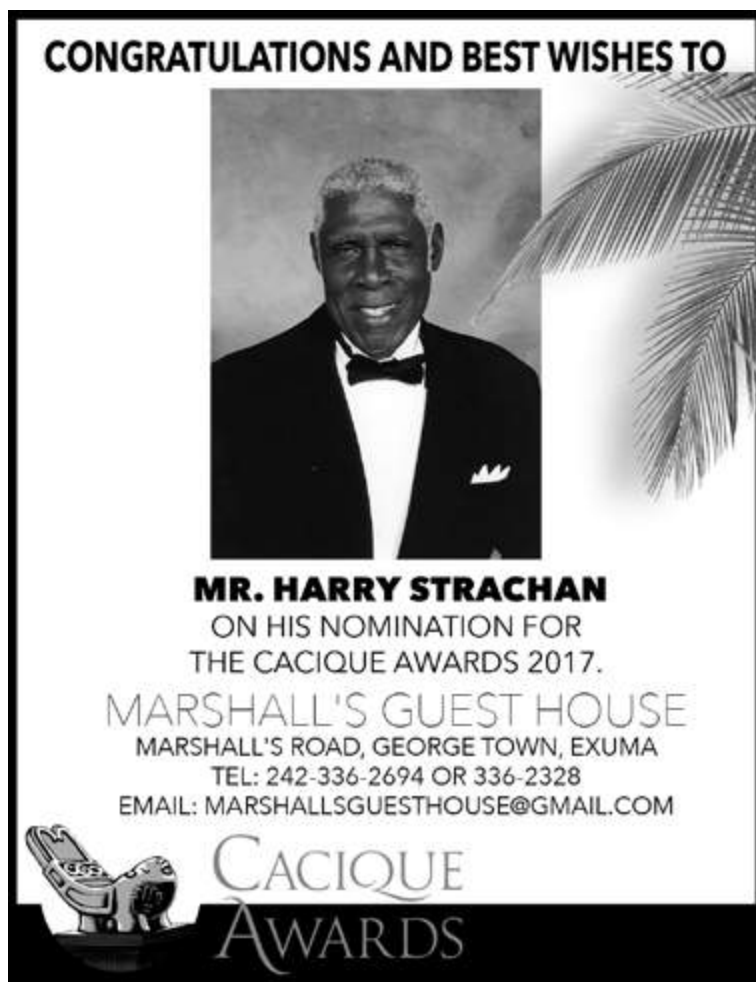 CONGRATULATIONS AND BEST WISHES TO
MR. HARRY STRACHAN
ON HIS NOMINATION FOR
THE CACIQUE AWARDS 2017.
MARSHALL'S GUEST HOUSE
MARSHALL'S ROAD, GEORGE TOWN, EXUMA
TEL: 242-336-2694 OR 336-2328
EMAIL: MARSHALLSGUESTHOUSE@GMAIL.COM
CACIQUE
AWARDS